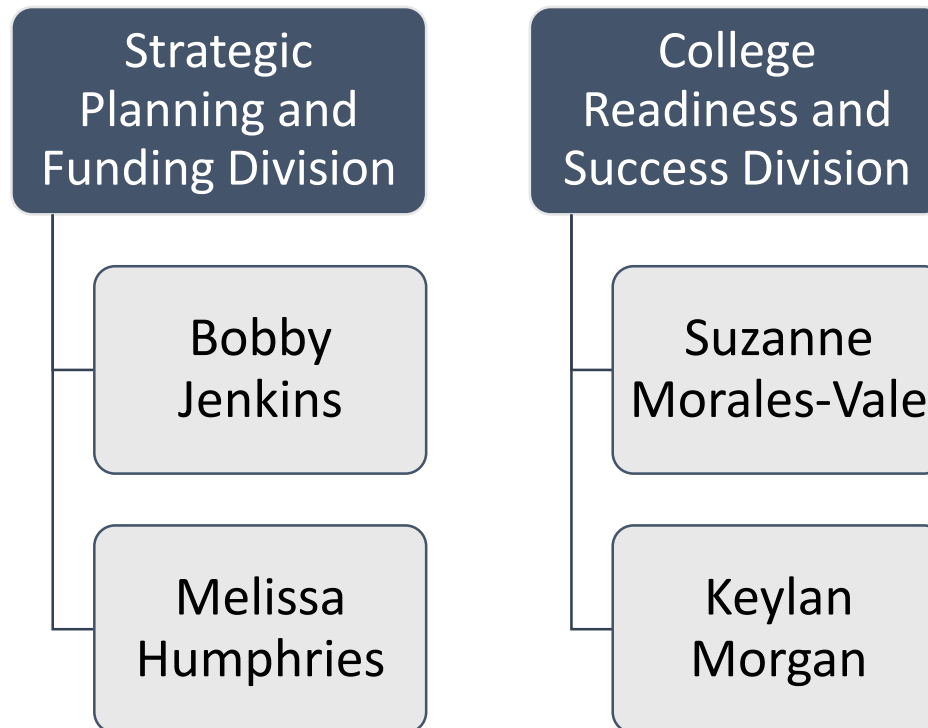 Strategic
Planning and
Funding Division
Bobby
Jenkins
Melissa
Humphries
College
Readiness and
Success Division
Suzanne
Morales-Vale
Keylan
Morgan